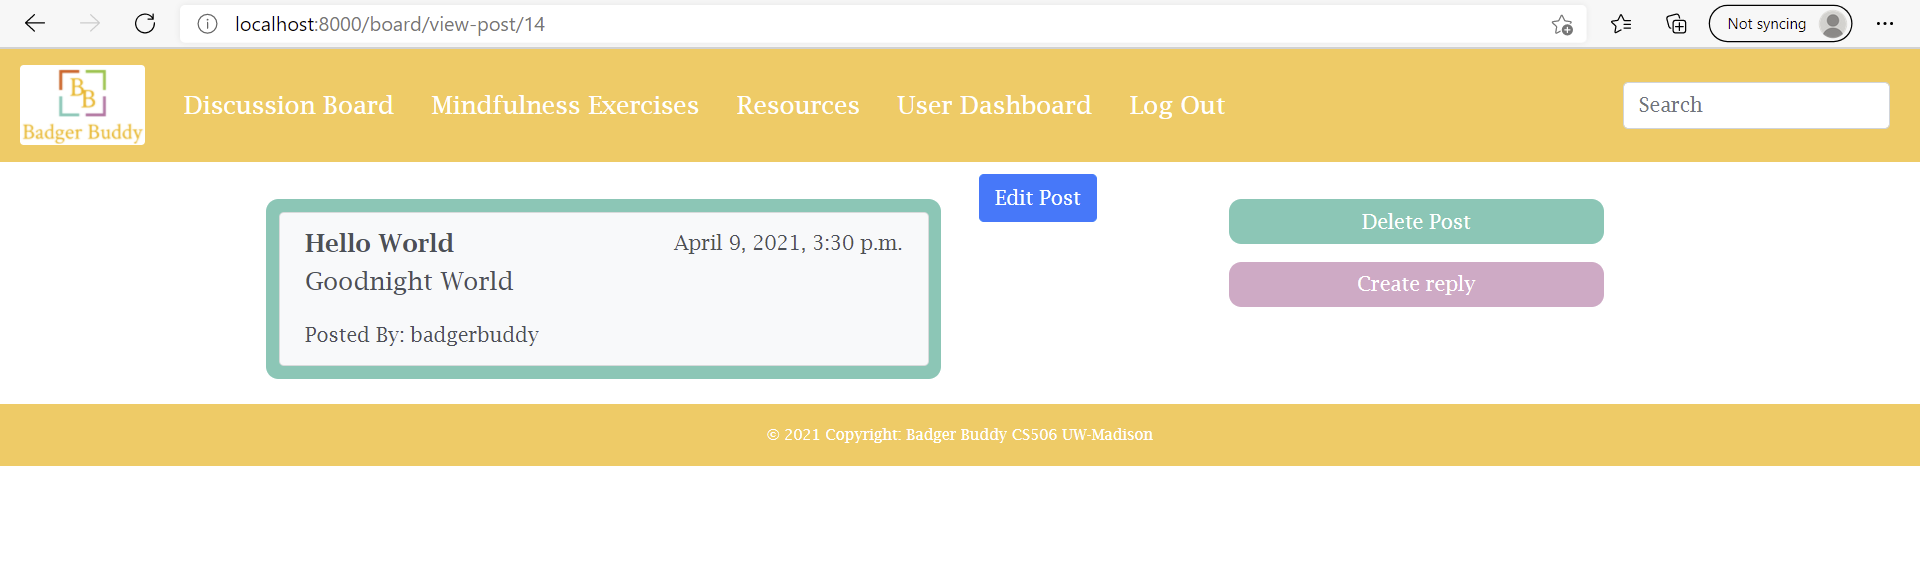 localhost:8000/board/view-post/14
Not syncing
BB
Badger Buddy
Discussion Board Mindfulness Exercises Resources User Dashboard Log Out
Search
Edit Post
Hello World April 9, 2021, 3:30 p.m.
Goodnight World
Posted By: badgerbuddy
Delete Post
Create reply
© 2021 Copyright: Badger Buddy CS506 UW-Madison